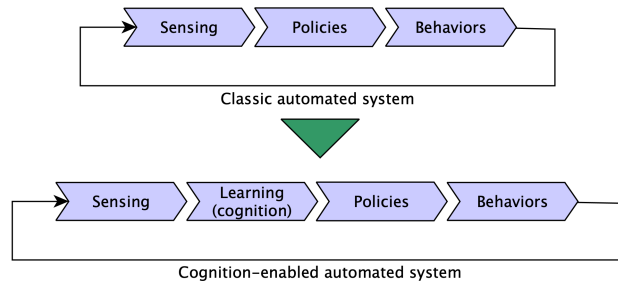 Sensing
Policies
Behaviors
Classic automated system
Sensing
Learning
(cognition)
Policies
Behaviors
Cognition-enabled automated system